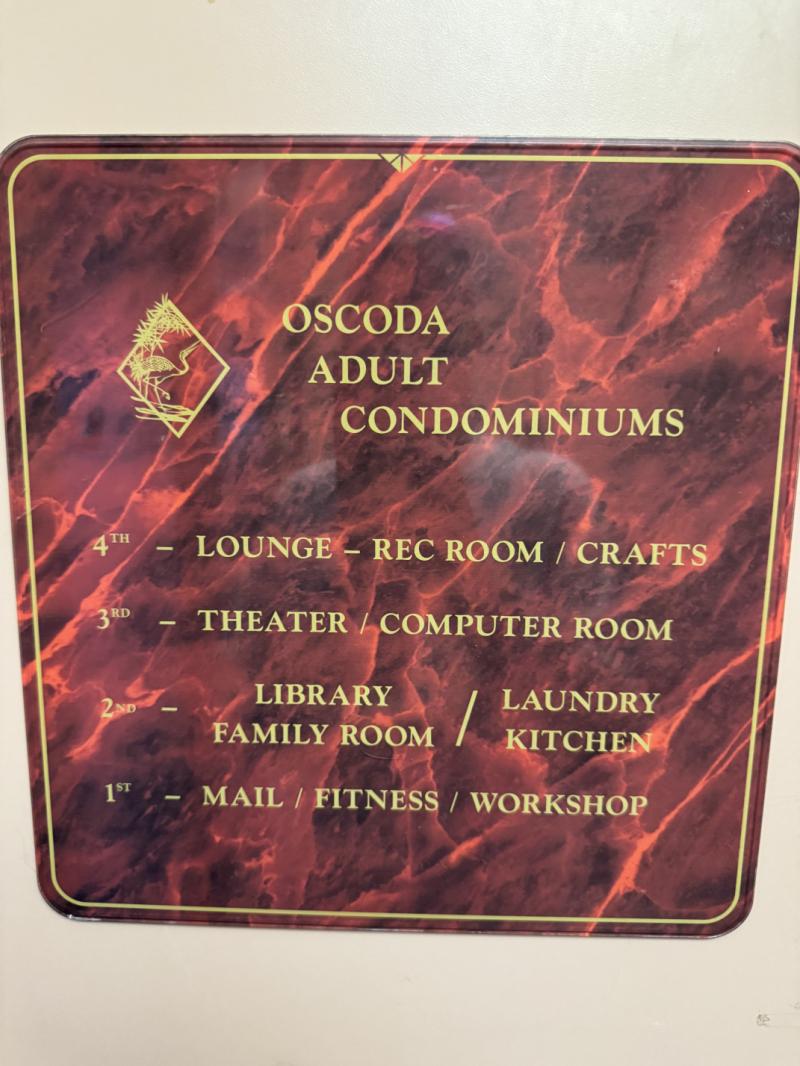 OSCODA
ADULT
CONDOMINIUMS
4TH – LOUNGE – REC ROOM / CRAFTS
3RD – THEATER / COMPUTER ROOM
2ND – LIBRARY / LAUNDRY
FAMILY ROOM KITCHEN
1ST – MAIL / FITNESS / WORKSHOP